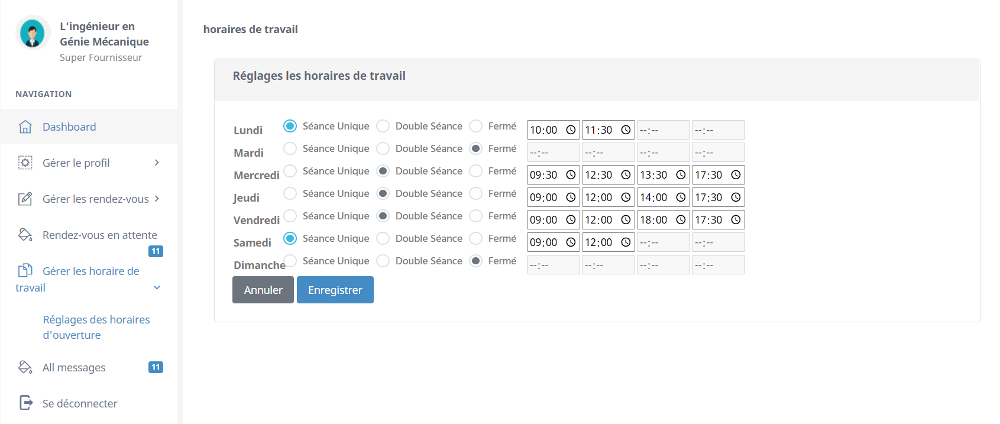 L'ingénieur en
Génie Mécanique
Super Fournisseur
NAVIGATION
Dashboard
Gérer le profil
Gérer les rendez-vous
Rendez-vous en attente
11
Gérer les horaire de
travail
Réglages des horaires
d'ouverture
All messages 11
Se déconnecter
horaires de travail
Réglages les horaires de travail
Lundi Séance Unique Double Séance Fermé 10:00 11:30 --:-- --:--
Mardi Séance Unique Double Séance Fermé --:-- --:-- --:-- --:--
Mercredi Séance Unique Double Séance Fermé 09:30 12:30 13:30 17:30
Jeudi Séance Unique Double Séance Fermé 09:00 12:00 14:00 17:30
Vendredi Séance Unique Double Séance Fermé 09:00 12:00 18:00 17:30
Samedi Séance Unique Double Séance Fermé 09:00 12:00 --:-- --:--
Dimanche Séance Unique Double Séance Fermé --:-- --:-- --:-- --:--
Annuler Enregistrer